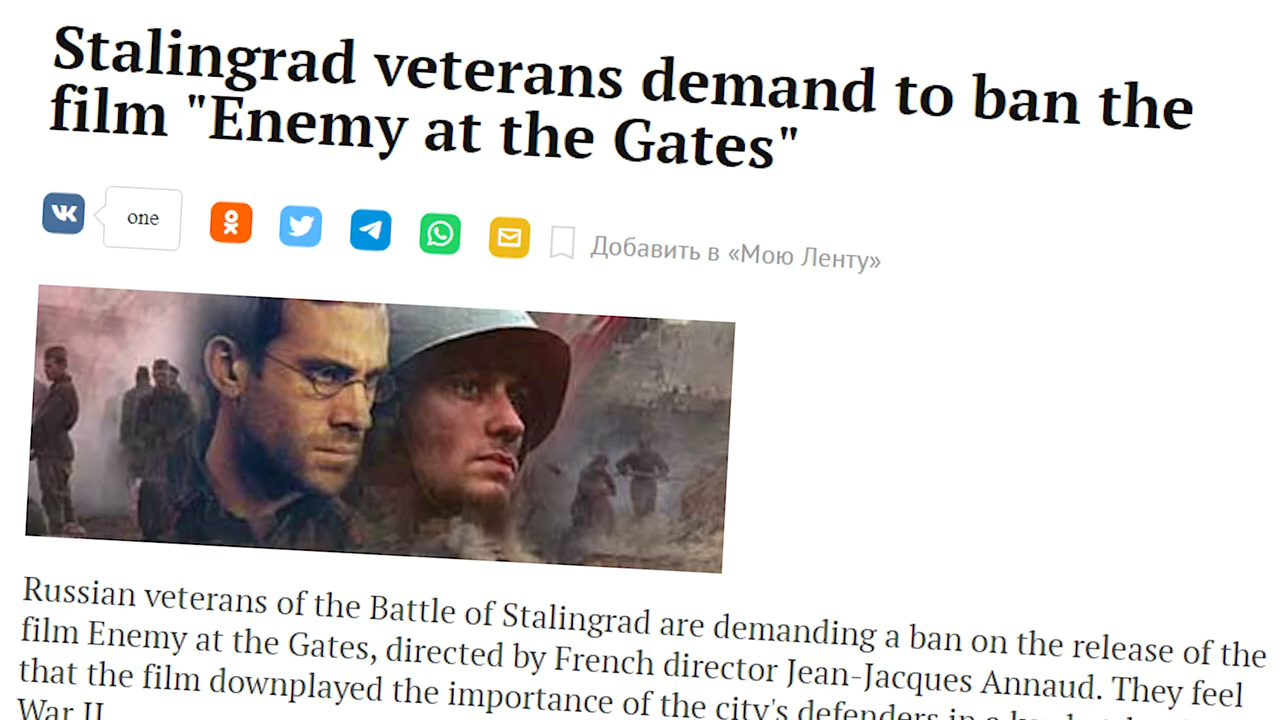 Stalingrad veterans demand to ban the
film "Enemy at the Gates"
one
Добавить в «Мою Ленту»
Russian veterans of the Battle of Stalingrad are demanding a ban on the release of the
film Enemy at the Gates, directed by French director Jean-Jacques Annaud. They feel
that the film downplayed the importance of the city's defenders in a
War II